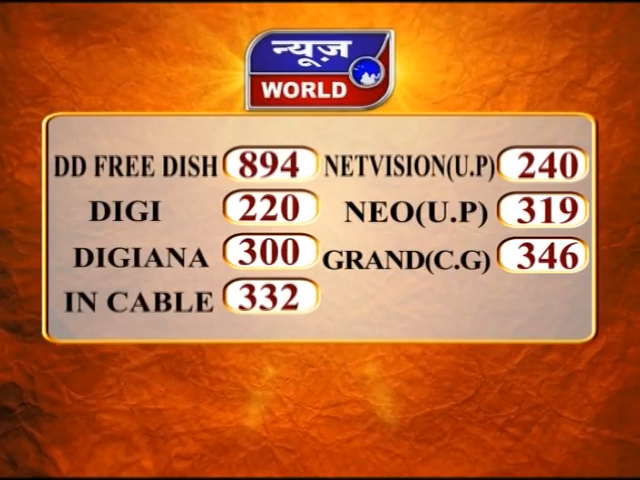 न्यूज़
WORLD
DD FREE DISH 894 NETVISION(U.P) 240
DIGI 220 NEO(U.P) 319
DIGIANA 300 GRAND(C.G) 346
IN CABLE 332